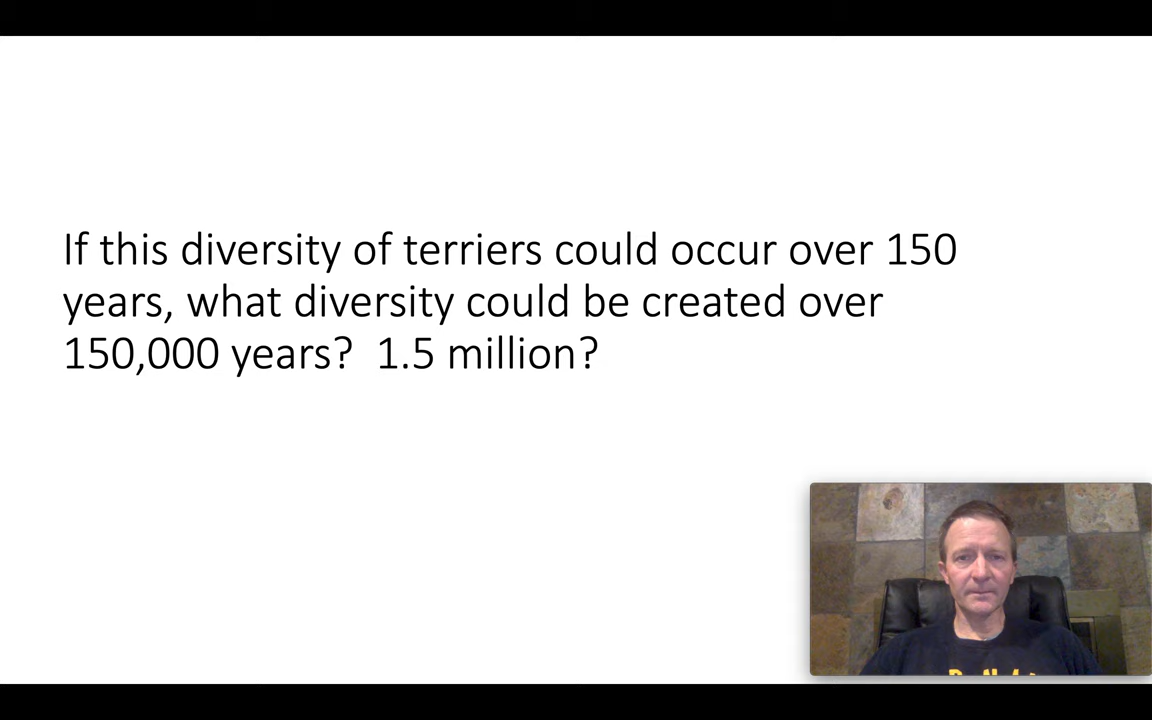 If this diversity of terriers could occur over 150
years, what diversity could be created over
150,000 years?  1.5 million?